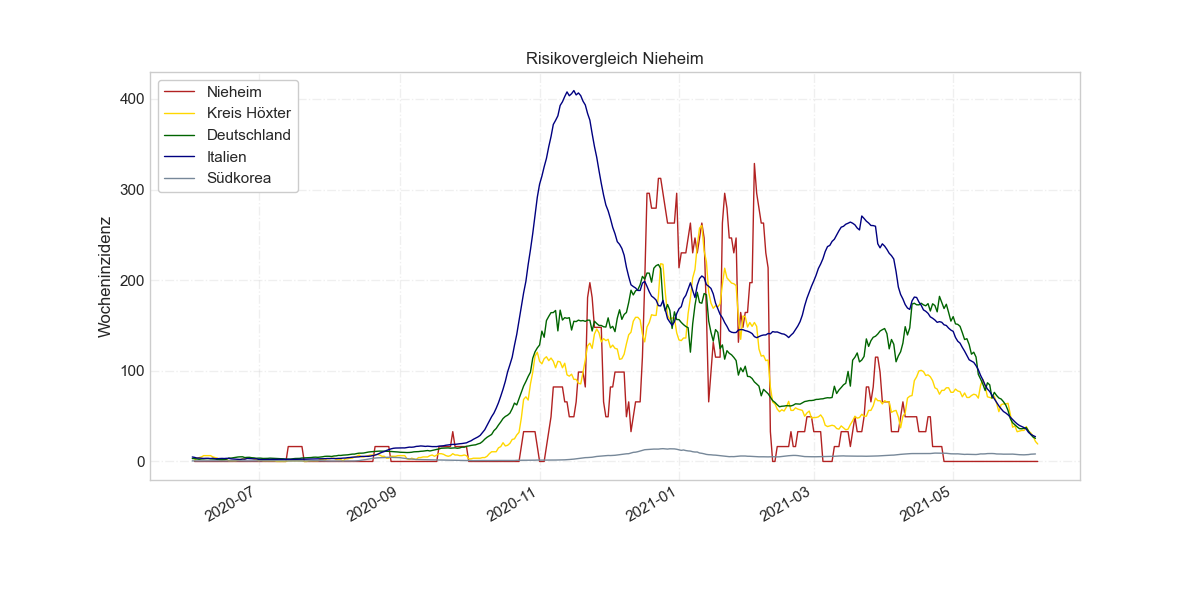 Risikovergleich Nieheim
Nieheim
Kreis Höxter
Deutschland
Italien
Südkorea
Wocheninzidenz
400
300
200
100
0
2020-07
2020-09
2020-11
2021-01
2021-03
2021-05